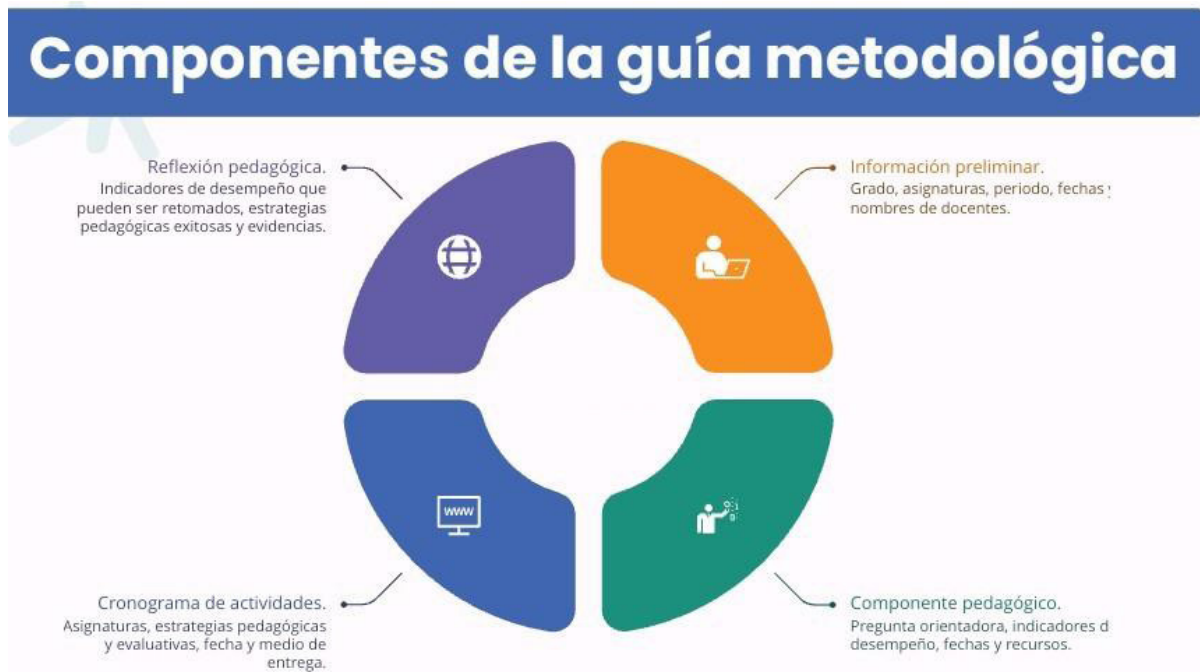 Componentes de la guía metodológica
Reflexión pedagógica.
Indicadores de desempeño que
pueden ser retomados, estrategias
pedagógicas exitosas y evidencias.
Información preliminar.
Grado, asignaturas, periodo, fechas
nombres de docentes.
www
Cronograma de actividades.
Asignaturas, estrategias pedagógicas
y evaluativas, fecha y medio de
entrega.
Componente pedagógico.
Pregunta orientadora, indicadores d
desempeño, fechas y recursos.